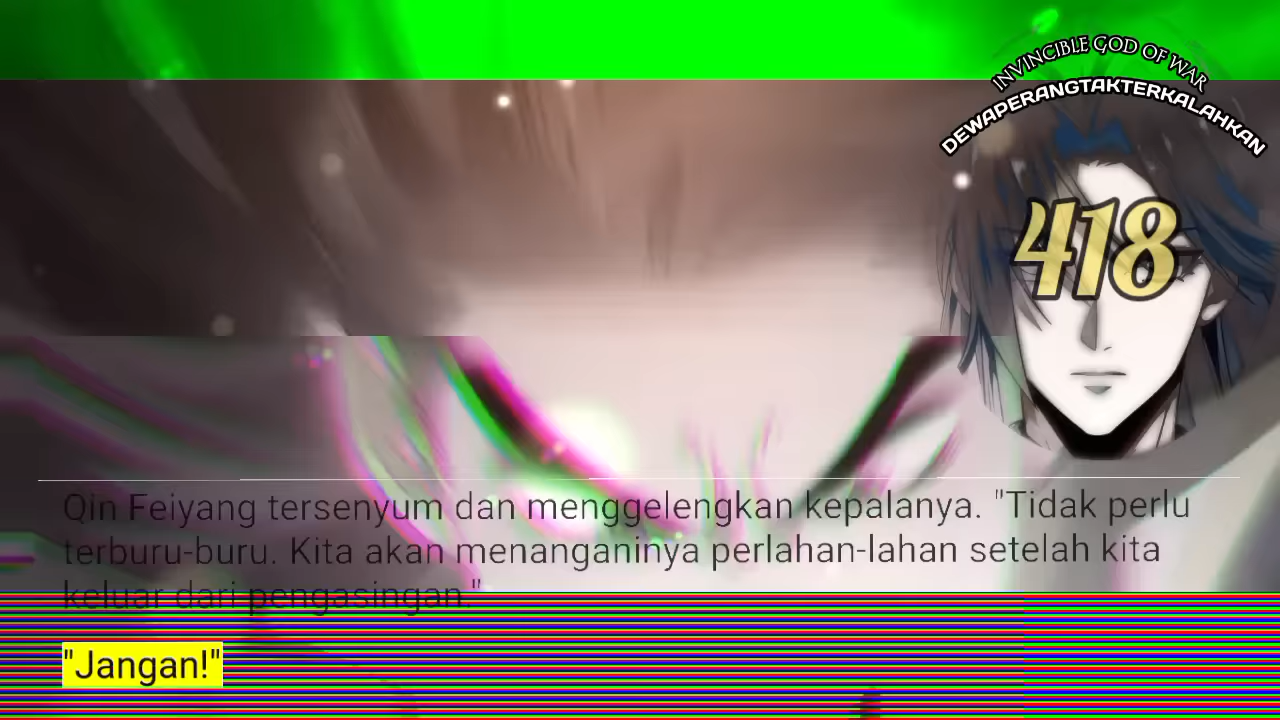 INVINCIBLE GOD OF WAR
DEWAPERANGTAKTERKALAHKAN
418
Qin Feiyang tersenyum dan menggelengkan kepalanya. "Tidak perlu
terburu-buru. Kita akan menanganinya perlahan-lahan setelah kita
keluar dari pengasingan."
"Jangan!"